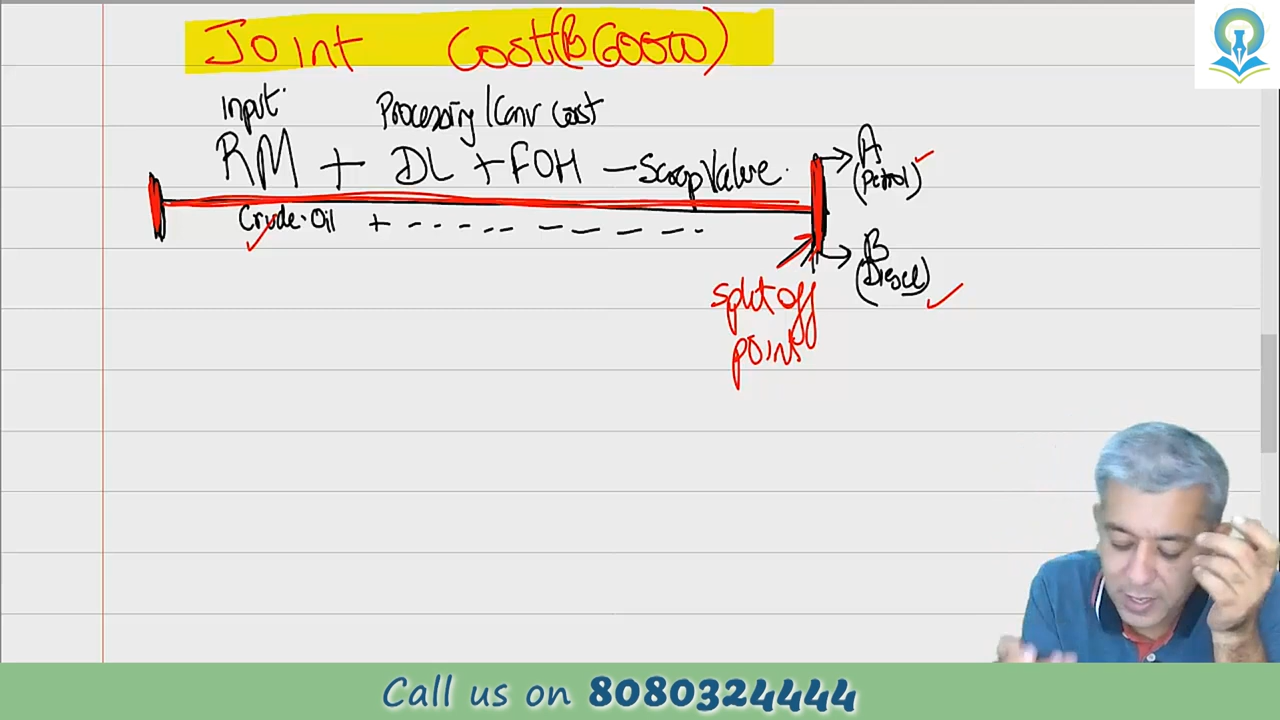 Joint Cost(B60000)
Input Processing/Conv Cost
RM + DL + FOH - Scrap Value.
Crude Oil +
A
(Petrol)
B
(Diesel)
Split off
point
Call us on 8080324444